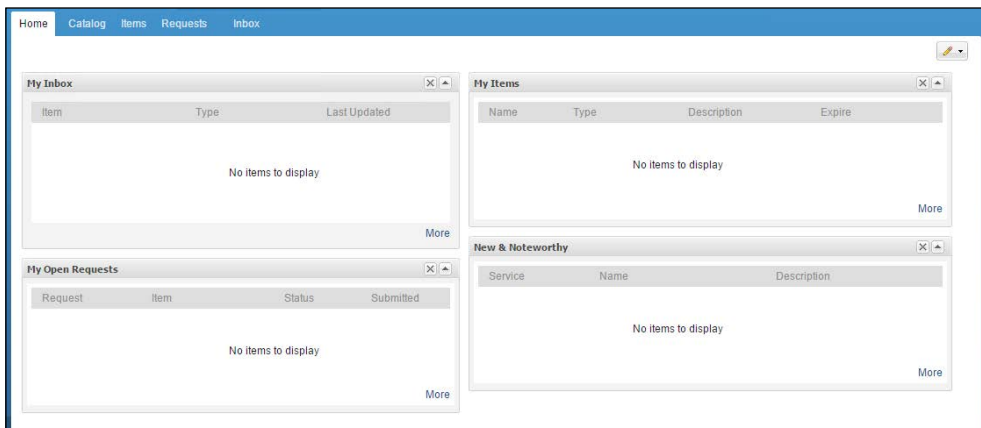 Home Catalog Items Requests Inbox
My Inbox
Item Type Last Updated
No items to display
More
My Open Requests
Request Item Status Submitted
No items to display
More
My Items
Name Type Description Expire
No items to display
More
New & Noteworthy
Service Name Description
No items to display
More